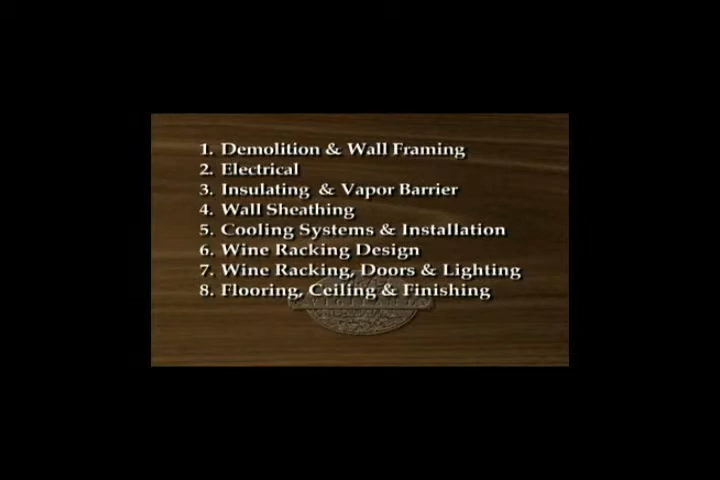 1. Demolition & Wall Framing
2. Electrical
3. Insulating & Vapor Barrier
4. Wall Sheathing
5. Cooling Systems & Installation
6. Wine Racking Design
7. Wine Racking, Doors & Lighting
8. Flooring, Ceiling & Finishing